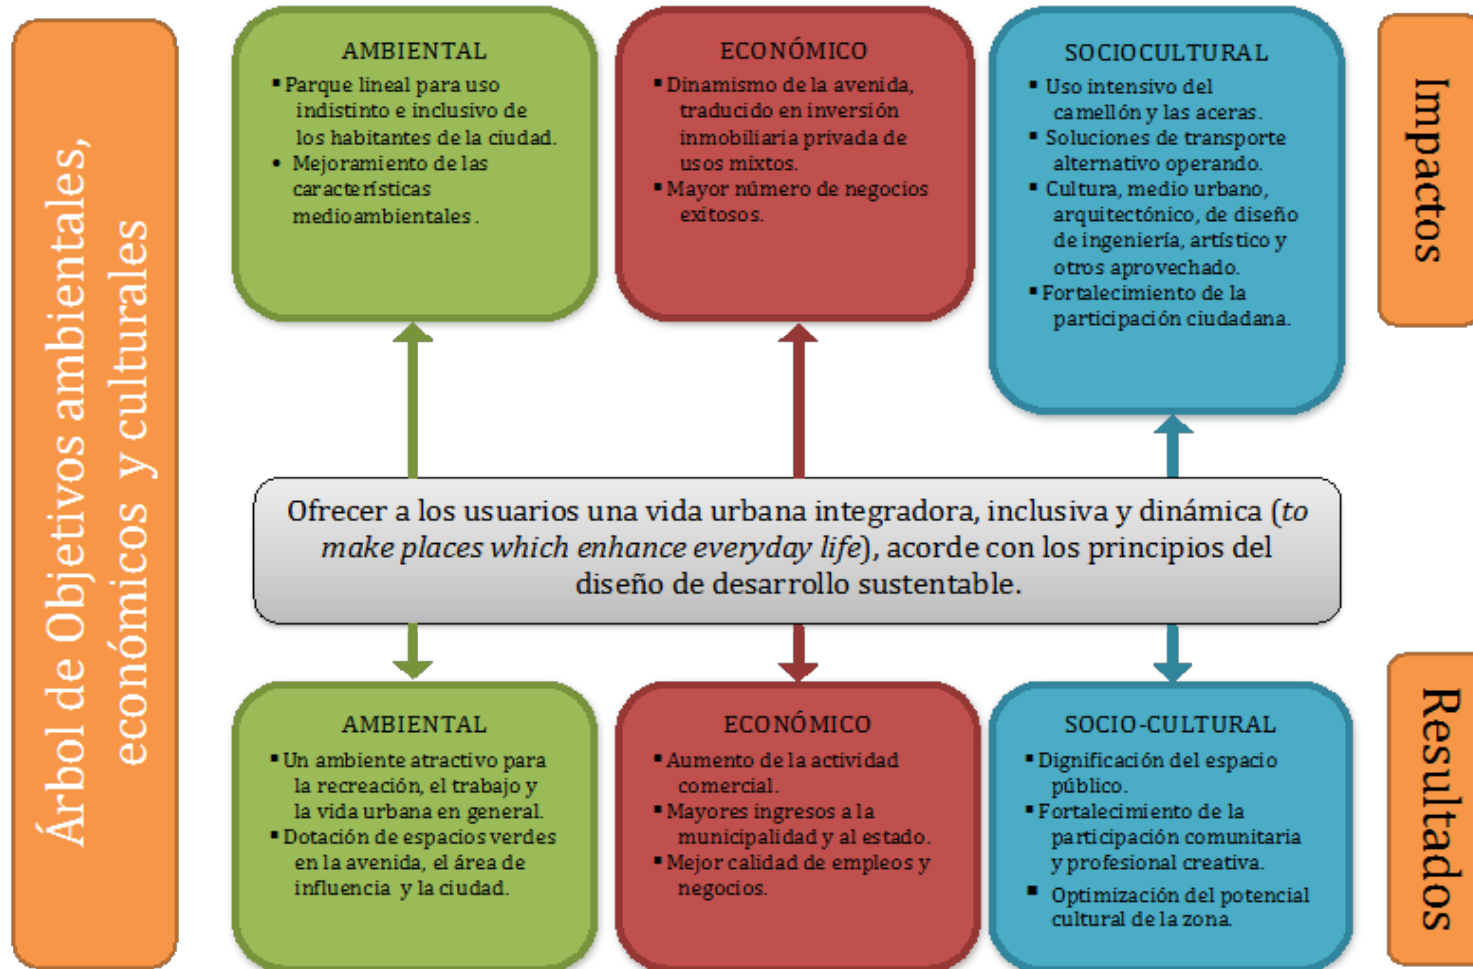 Árbol de Objetivos ambientales,
económicos y culturales
AMBIENTAL
▪ Parque lineal para uso
indistinto e inclusivo de
los habitantes de la ciudad.
• Mejoramiento de las
características
medioambientales .
ECONÓMICO
▪ Dinamismo de la avenida,
traducido en inversión
inmobiliaria privada de
usos mixtos.
▪ Mayor número de negocios
exitosos.
SOCIOCULTURAL
▪ Uso intensivo del
camellón y las aceras.
▪ Soluciones de transporte
alternativo operando.
▪ Cultura, medio urbano,
arquitectónico, de diseño
de ingeniería, artístico y
otros aprovechado.
▪ Fortalecimiento de la
participación ciudadana.
Impactos
Ofrecer a los usuarios una vida urbana integradora, inclusiva y dinámica (to
make places which enhance everyday life), acorde con los principios del
diseño de desarrollo sustentable.
AMBIENTAL
▪ Un ambiente atractivo para
la recreación, el trabajo y
la vida urbana en general.
▪ Dotación de espacios verdes
en la avenida, el área de
influencia y la ciudad.
ECONÓMICO
▪ Aumento de la actividad
comercial.
▪ Mayores ingresos a la
municipalidad y al estado.
▪ Mejor calidad de empleos y
negocios.
SOCIO-CULTURAL
▪ Dignificación del espacio
público.
▪ Fortalecimiento de la
participación comunitaria
y profesional creativa.
▪ Optimización del potencial
cultural de la zona.
Resultados